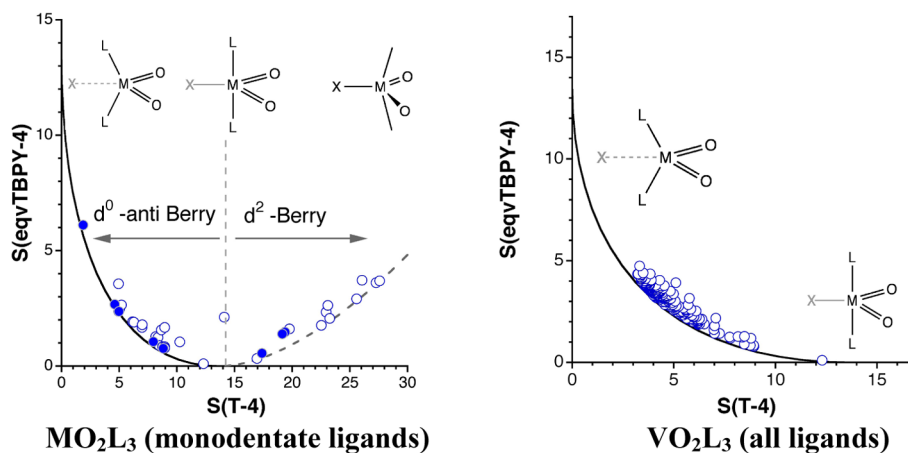 15
10
5
0
S(eqvTBPY-4)
L
X
M
O
O
L
L
X
M
O
O
L
X
M
O
O
d⁰ -anti Berry
d² -Berry
0 5 10 15 20 25 30
S(T-4)
MO₂L₃ (monodentate ligands)
15
10
5
0
S(eqvTBPY-4)
L
X
M
O
O
L
L
X
M
O
O
L
0 5 10 15
S(T-4)
VO₂L₃ (all ligands)